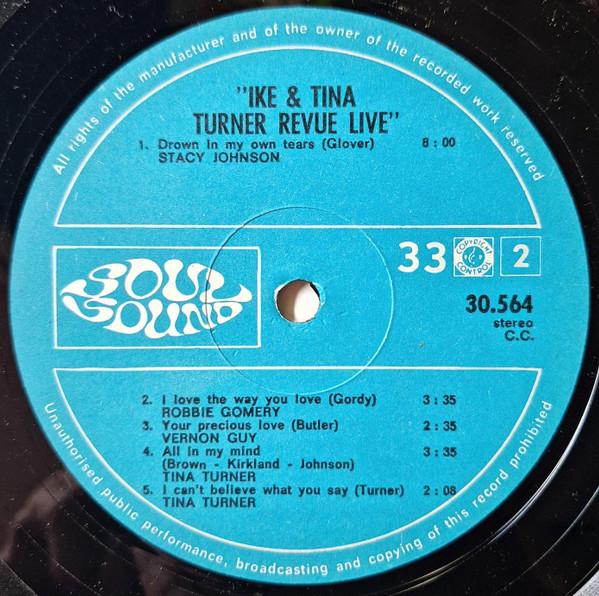 All rights of the manufacturer and of the owner of the recorded work reserved
"IKE & TINA
TURNER REVUE LIVE"
1. Drown in my own tears (Glover) 8 : 00
STACY JOHNSON
SOUL
SOUND
33
COPYRIGHT
CONTROL
2
30.564
stereo
C.C.
2. I love the way you love (Gordy) 3 : 35
ROBBIE GOMERY
3. Your precious love (Butler) 2 : 35
VERNON GUY
4. All in my mind 3 : 35
(Brown - Kirkland - Johnson)
TINA TURNER
5. I can't believe what you say (Turner) 2 : 08
TINA TURNER
Unauthorised public performance, broadcasting and copying of this record prohibited